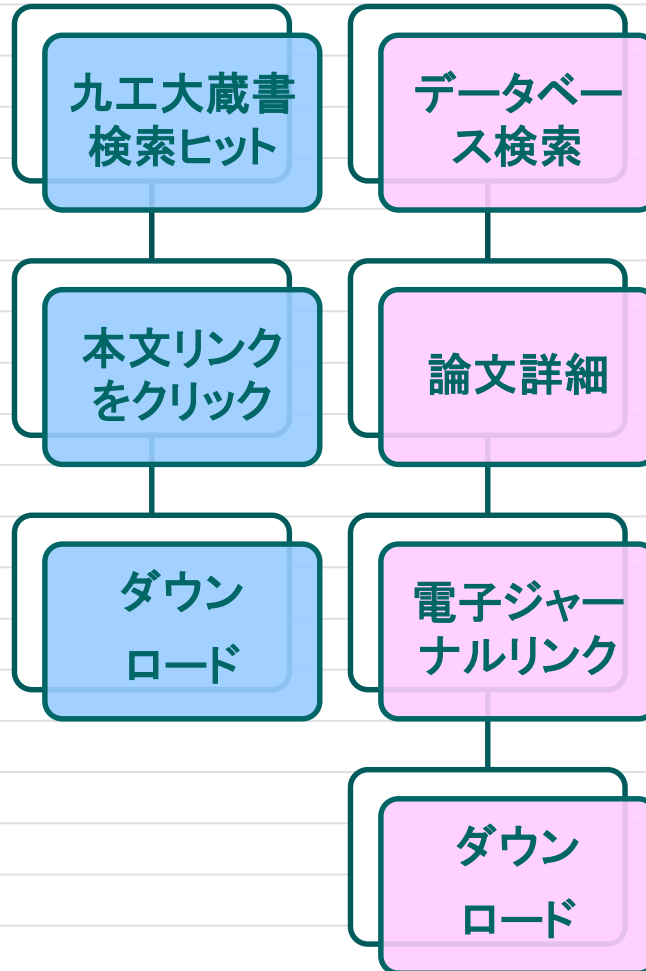 九工大蔵書
検索ヒット
本文リンク
をクリック
ダウン
ロード
データベー
ス検索
論文詳細
電子ジャー
ナルリンク
ダウン
ロード